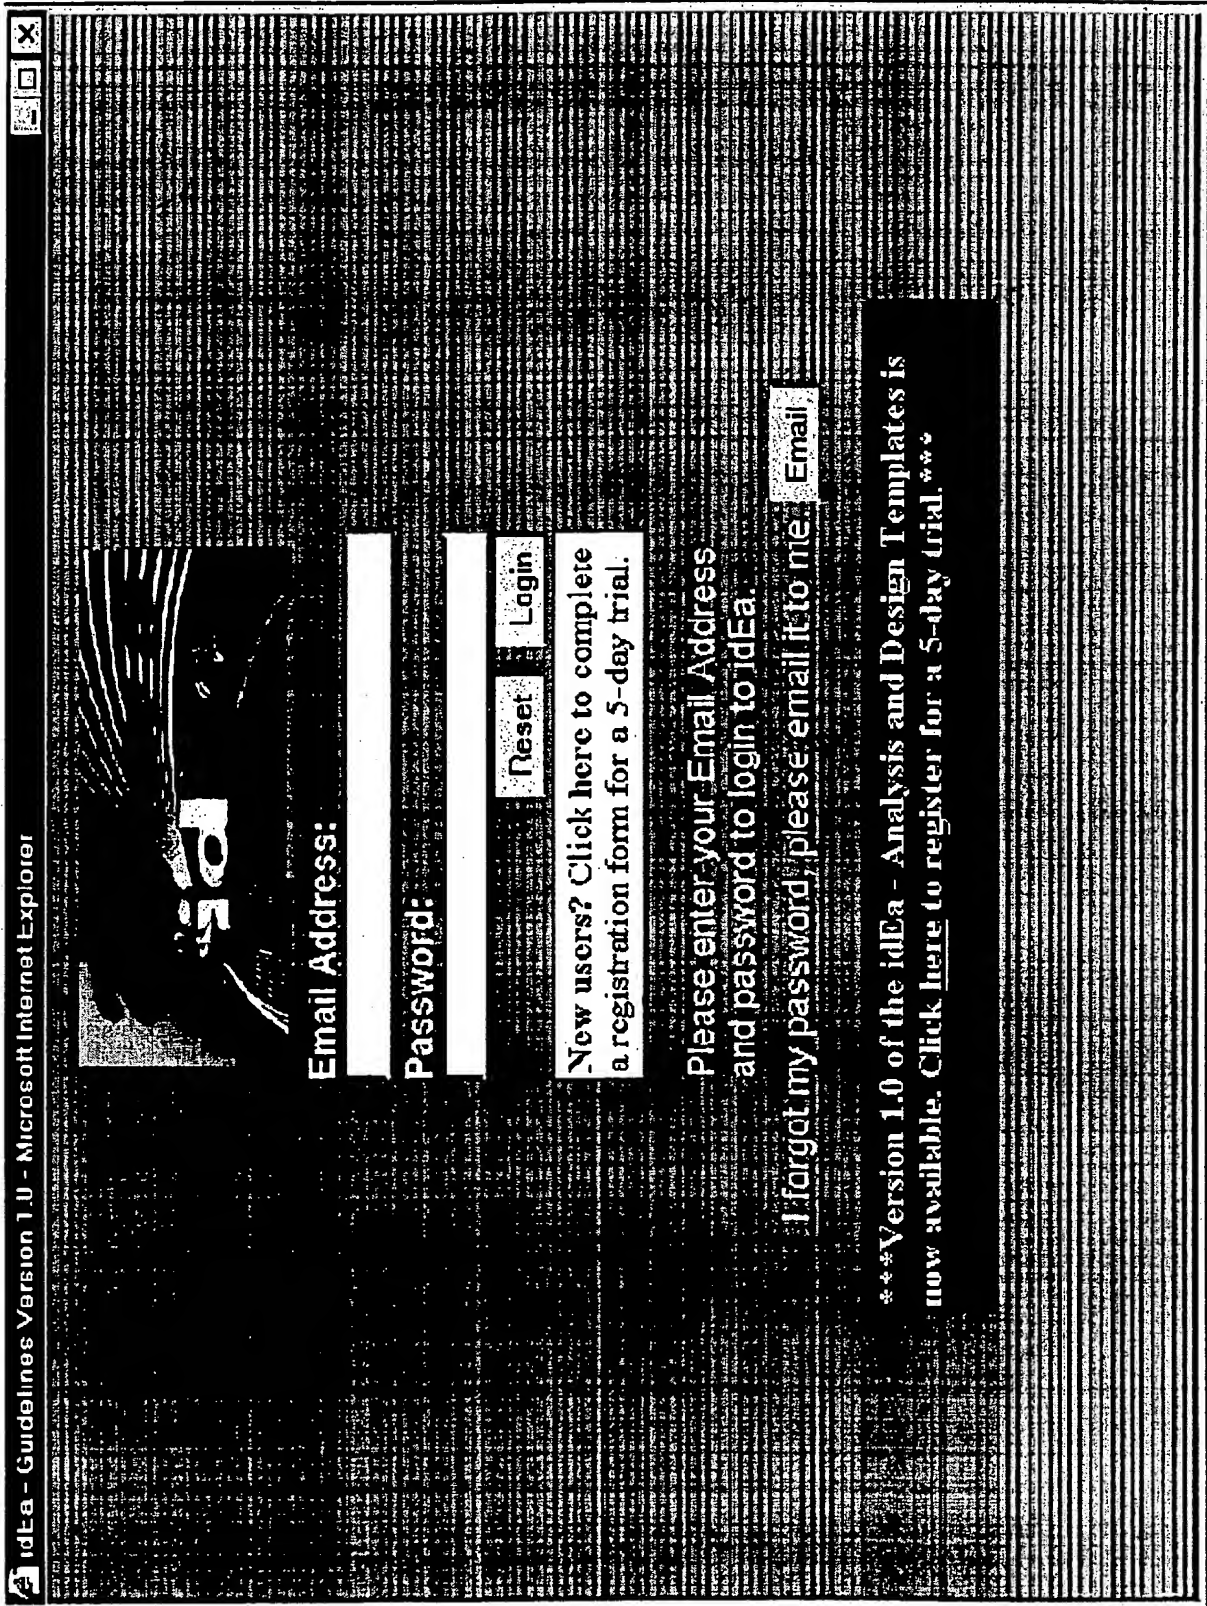 idEa - Guidelines Version 1.0 - Microsoft Internet Explorer
Email Address:
Password:
Reset Login
New users? Click here to complete
a registration form for a 5-day trial.
Please enter your Email Address
and password to login to idEa.
I forgot my password, please email it to me. Email
***Version 1.0 of the idEa - Analysis and Design Templates is
now available. Click here to register for a 5-day trial.***